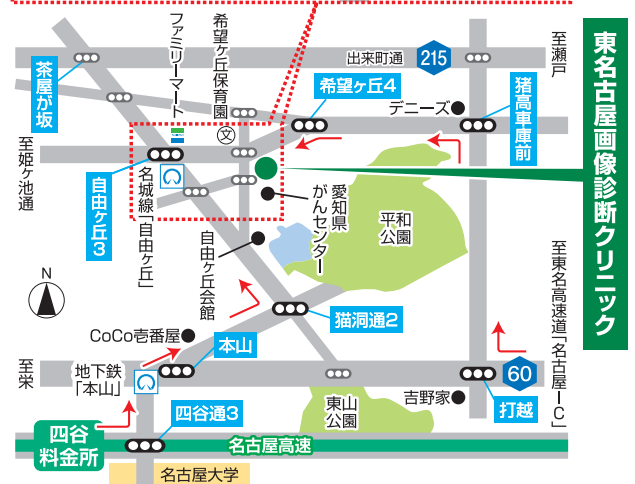 東名古屋画像診断クリニック
至瀬戸
出来町通
215
希望ヶ丘保育園
ファミリーマート
茶屋が坂
希望ヶ丘4
デニーズ
猪高車庫前
文
至姫ヶ池通
自由ヶ丘3
名城線「自由ヶ丘」
愛知県
がんセンター
平和
公園
自由ヶ丘会館
至東名高速道「名古屋IC」
N
猫洞通2
CoCo壱番屋
本山
至栄
地下鉄
「本山」
60
打越
吉野家
東山
公園
四谷通3
四谷
料金所
名古屋高速
名古屋大学